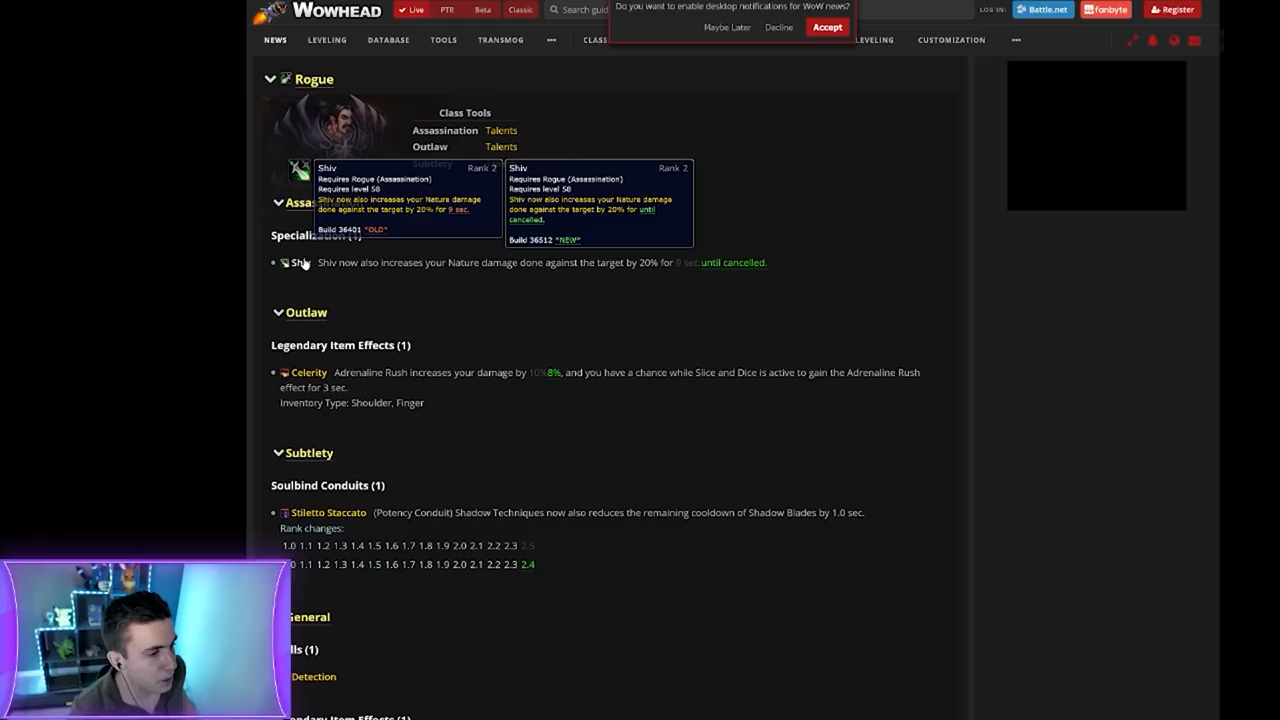 WOWHEAD
Live
PTR
Beta
Classic
Search guid
Do you want to enable desktop notifications for WoW news?
Maybe Later
Decline
Accept
LOG IN:
Battle.net
fanbyte
Register
NEWS
LEVELING
DATABASE
TOOLS
TRANSMOG
CLASS
LEVELING
CUSTOMIZATION
Rogue
Class Tools
Assassination Talents
Outlaw Talents
Subtlety
Shiv Rank 2
Requires Rogue (Assassination)
Requires level 58
Shiv now also increases your Nature damage
done against the target by 20% for 9 sec.
Build 36401 *OLD*
Shiv Rank 2
Requires Rogue (Assassination)
Requires level 58
Shiv now also increases your Nature damage
done against the target by 20% for until
cancelled.
Build 36512 *NEW*
Specialization (1)
Shiv now also increases your Nature damage done against the target by 20% for 9 sec.until cancelled.
Outlaw
Legendary Item Effects (1)
Celerity Adrenaline Rush increases your damage by 10%8%, and you have a chance while Slice and Dice is active to gain the Adrenaline Rush
effect for 3 sec.
Inventory Type: Shoulder, Finger
Subtlety
Soulbind Conduits (1)
Stiletto Staccato (Potency Conduit) Shadow Techniques now also reduces the remaining cooldown of Shadow Blades by 1.0 sec.
Rank changes:
1.0 1.1 1.2 1.3 1.4 1.5 1.6 1.7 1.8 1.9 2.0 2.1 2.2 2.3 2.5
0 1.1 1.2 1.3 1.4 1.5 1.6 1.7 1.8 1.9 2.0 2.1 2.2 2.3 2.4
General
lls (1)
Detection